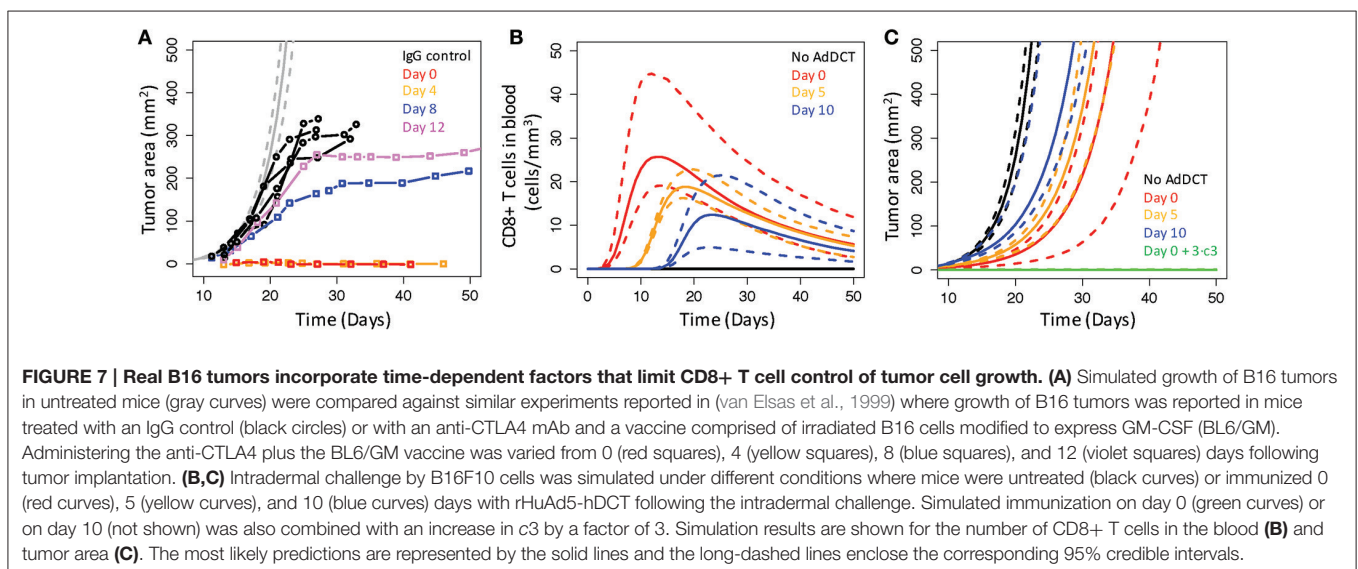 A
IgG control
Day 0
Day 4
Day 8
Day 12
500
400
300
200
100
0
Tumor area (mm²)
10 20 30 40 50
Time (Days)
B
No AdDCT
Day 0
Day 5
Day 10
50
40
30
20
10
0
CD8+ T cells in blood
(cells/mm³)
0 10 20 30 40 50
Time (Days)
C
500
400
300
200
100
0
Tumor area (mm²)
No AdDCT
Day 0
Day 5
Day 10
Day 0 + 3·c3
10 20 30 40 50
Time (Days)
FIGURE 7 | Real B16 tumors incorporate time-dependent factors that limit CD8+ T cell control of tumor cell growth. (A) Simulated growth of B16 tumors
in untreated mice (gray curves) were compared against similar experiments reported in (van Elsas et al., 1999) where growth of B16 tumors was reported in mice
treated with an IgG control (black circles) or with an anti-CTLA4 mAb and a vaccine comprised of irradiated B16 cells modified to express GM-CSF (BL6/GM).
Administering the anti-CTLA4 plus the BL6/GM vaccine was varied from 0 (red squares), 4 (yellow squares), 8 (blue squares), and 12 (violet squares) days following
tumor implantation. (B,C) Intradermal challenge by B16F10 cells was simulated under different conditions where mice were untreated (black curves) or immunized 0
(red curves), 5 (yellow curves), and 10 (blue curves) days with rHuAd5-hDCT following the intradermal challenge. Simulated immunization on day 0 (green curves) or
on day 10 (not shown) was also combined with an increase in c3 by a factor of 3. Simulation results are shown for the number of CD8+ T cells in the blood (B) and
tumor area (C). The most likely predictions are represented by the solid lines and the long-dashed lines enclose the corresponding 95% credible intervals.